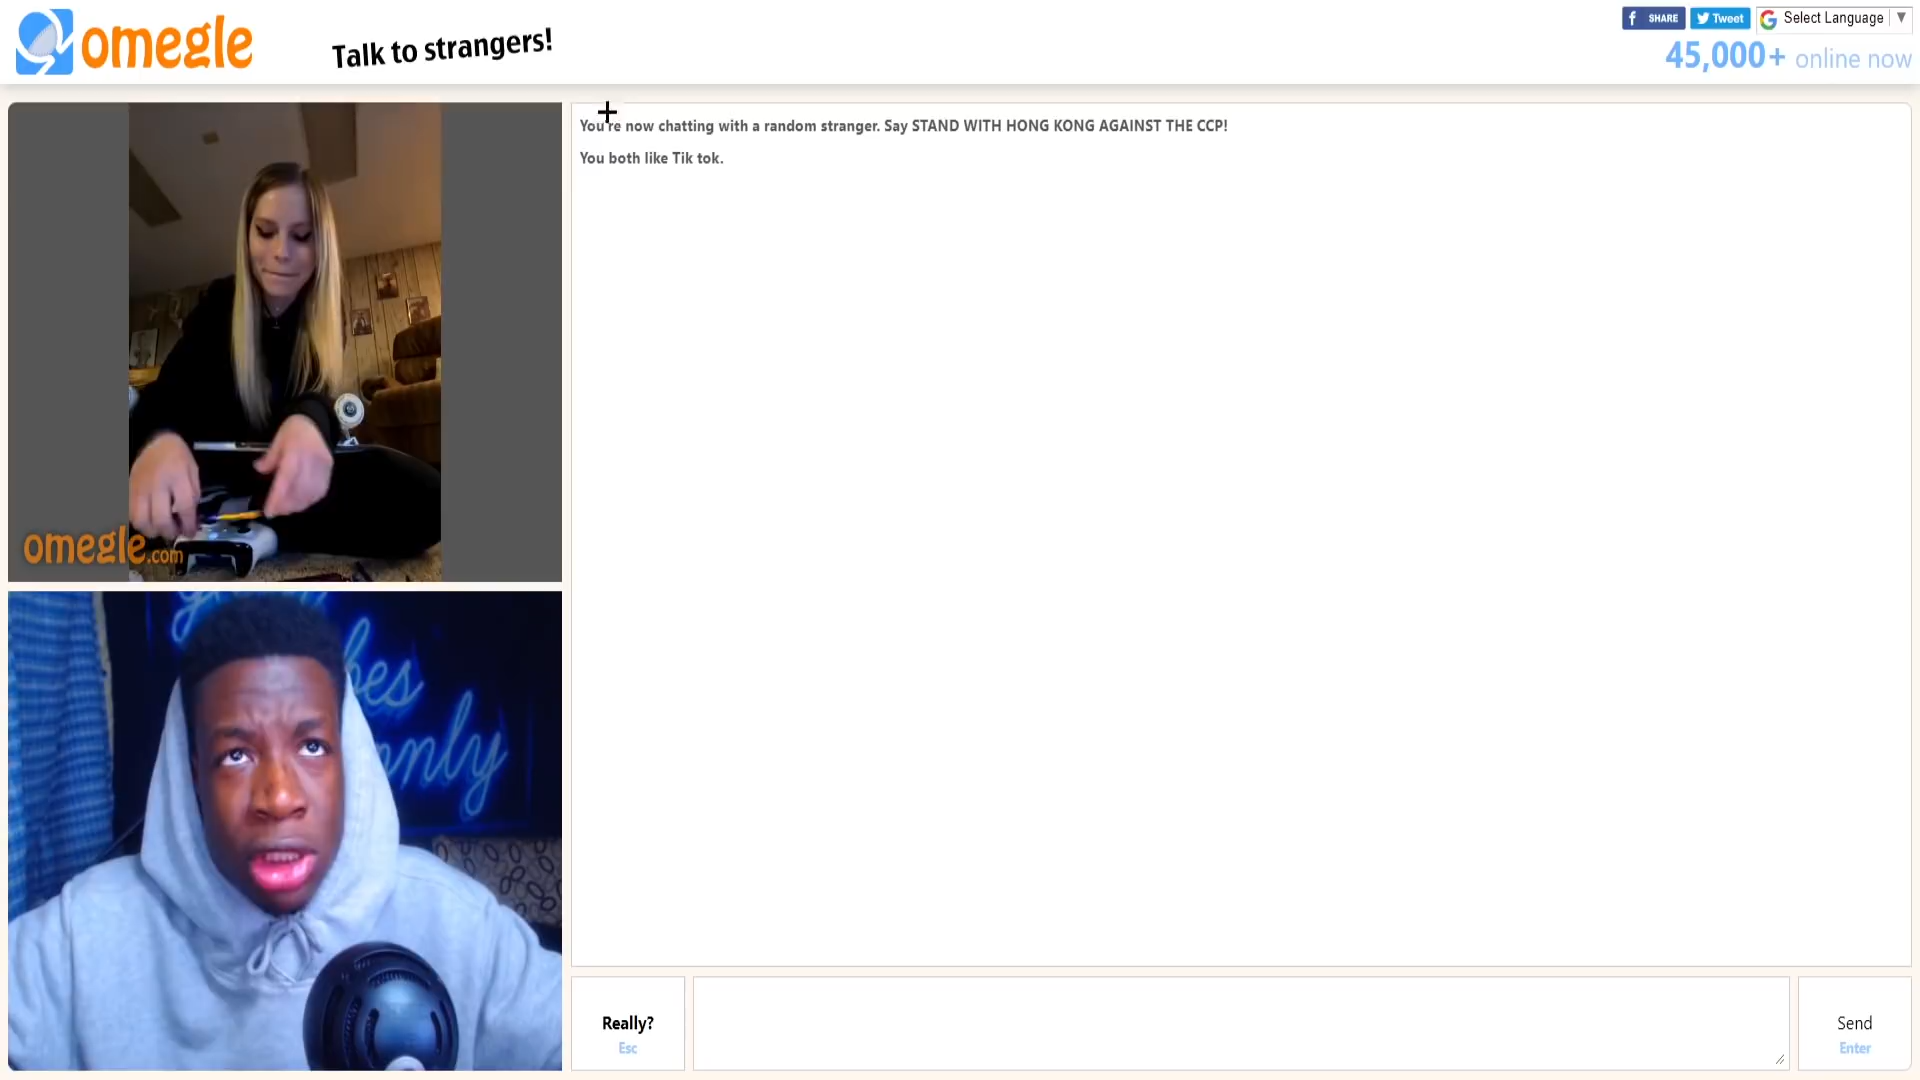 omegle
Talk to strangers!
SHARE
Tweet
Select Language
45,000+ online now
You're now chatting with a random stranger. Say STAND WITH HONG KONG AGAINST THE CCP!
You both like Tik tok.
omegle.com
Really?
Esc
Send
Enter